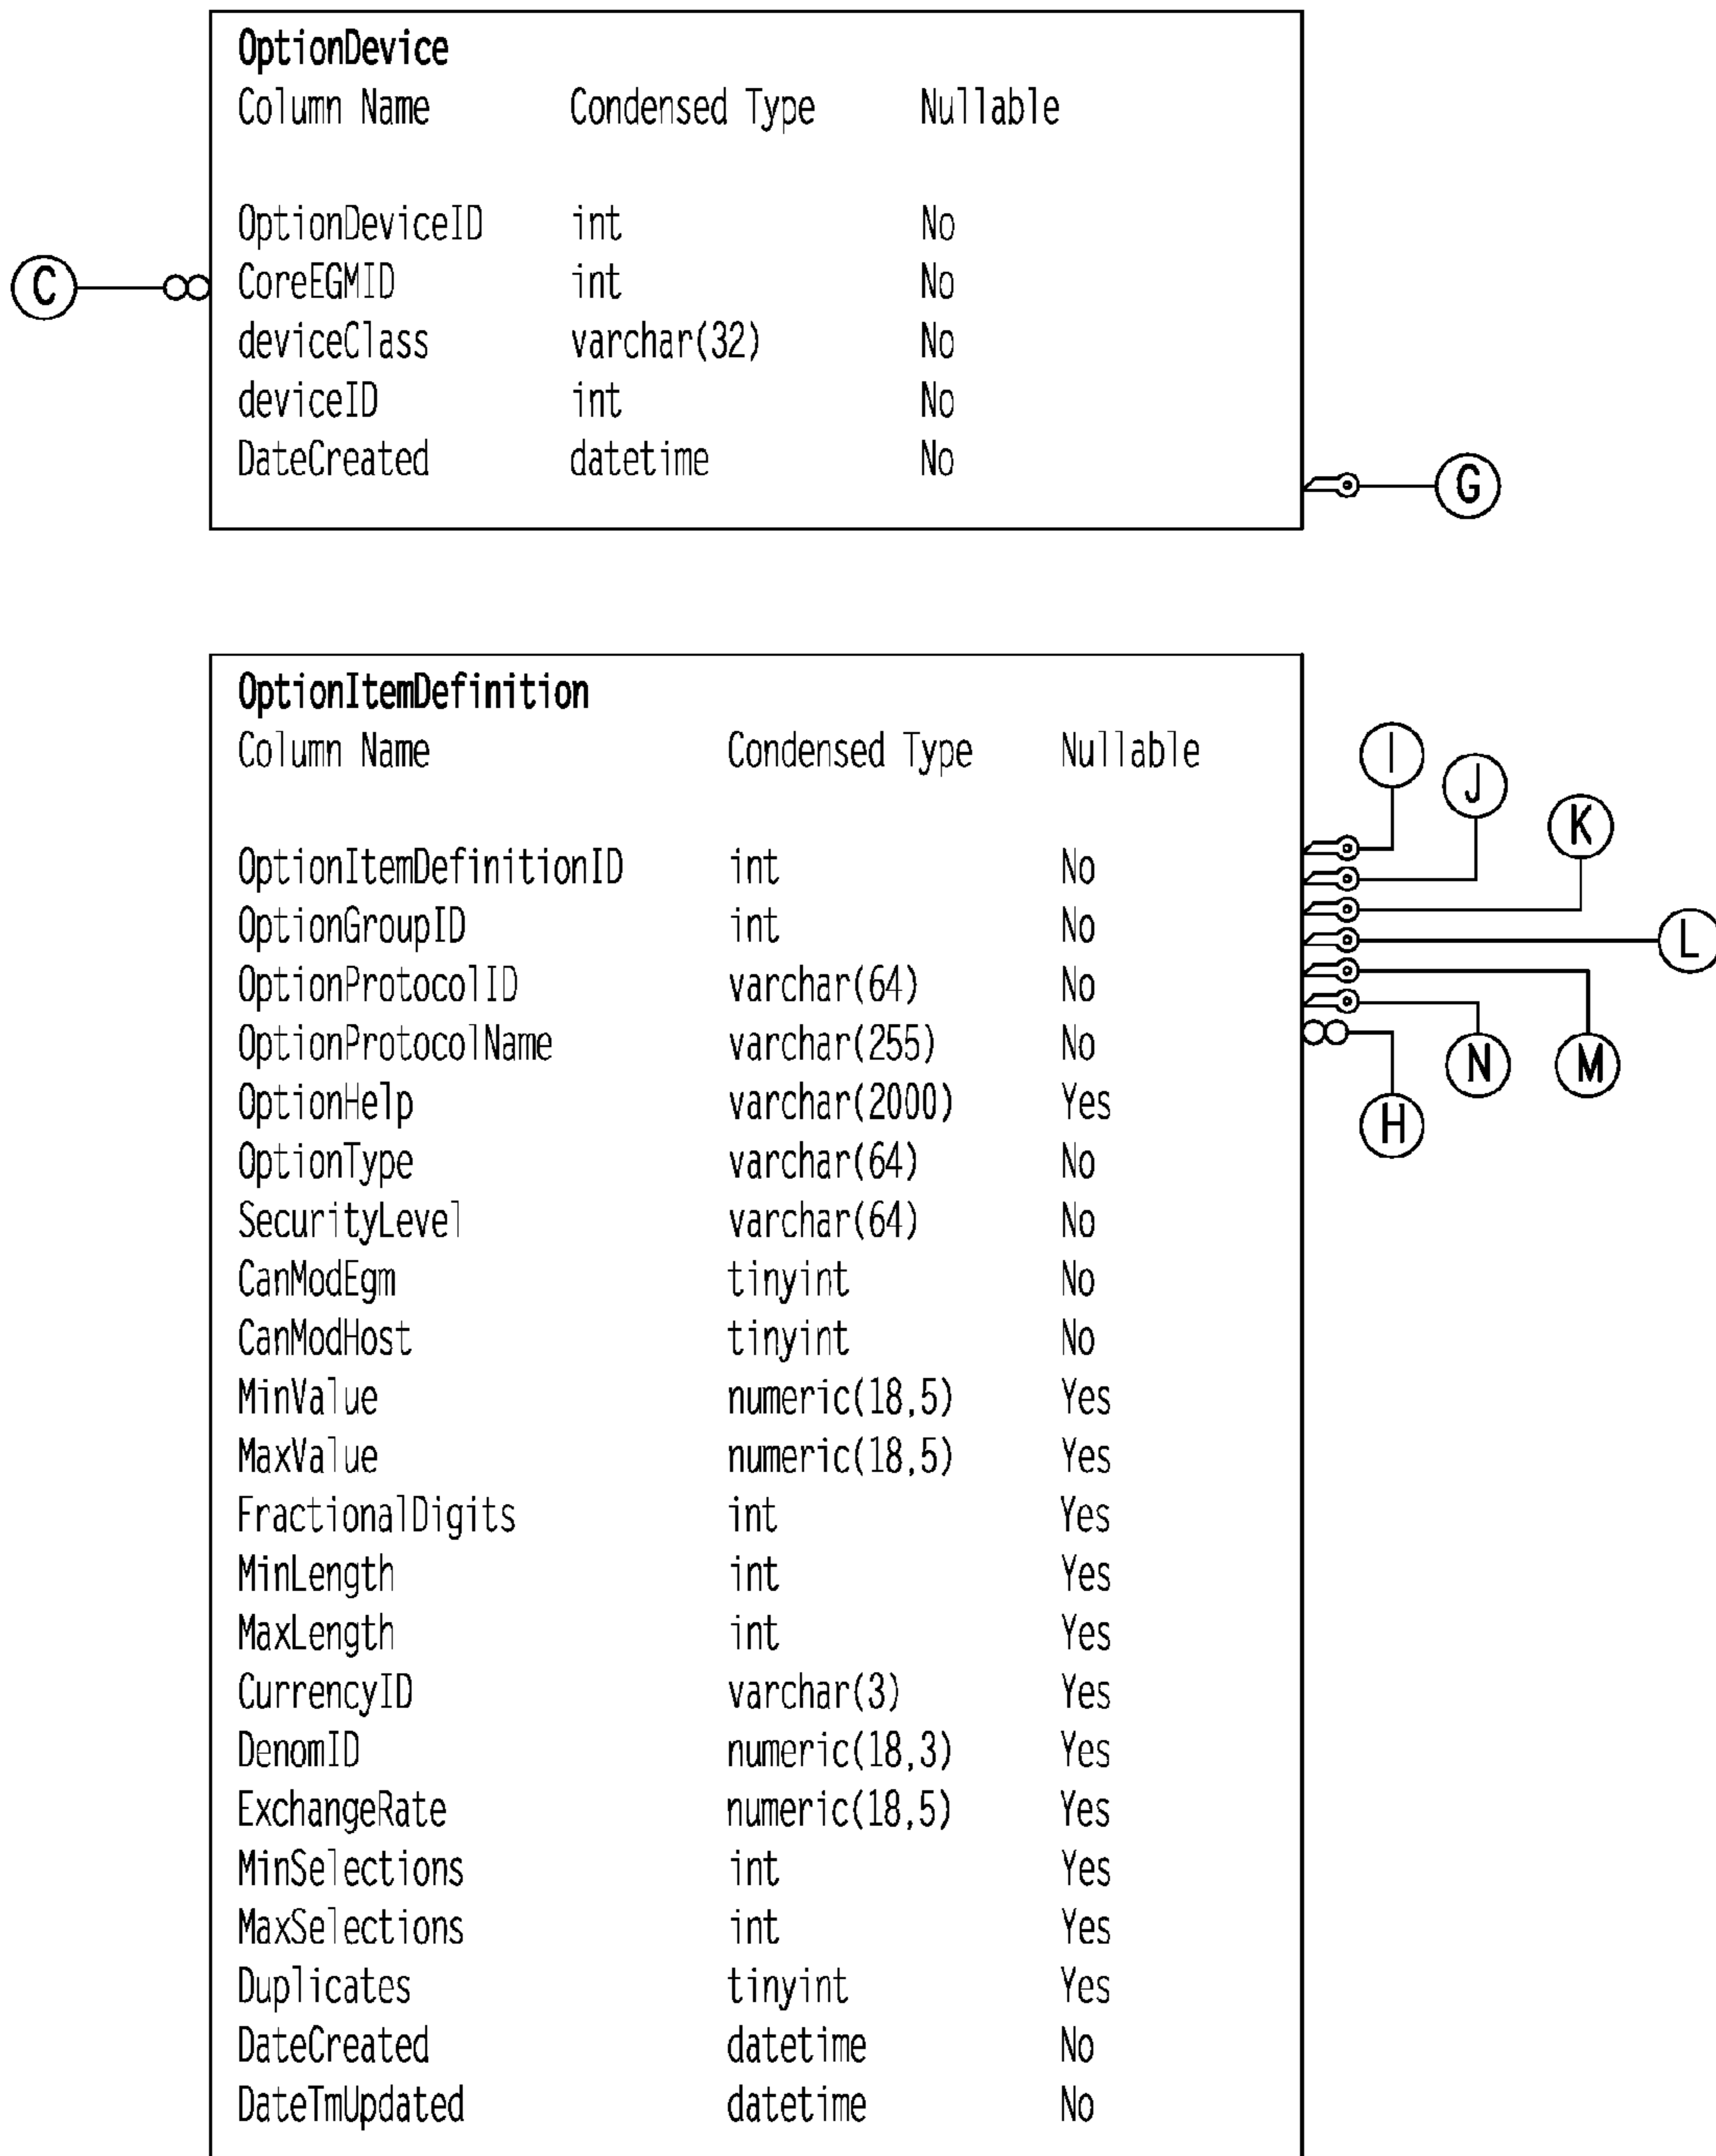 OptionDevice
Column Name Condensed Type Nullable
OptionDeviceID int No
C
CoreEGMID int No
deviceClass varchar(32) No
deviceID int No
DateCreated datetime No
G
OptionItemDefinition
Column Name Condensed Type Nullable
I
J
K
OptionItemDefinitionID int No
OptionGroupID int No
L
OptionProtocolID varchar(64) No
OptionProtocolName varchar(255) No
N
M
OptionHelp varchar(2000) Yes
H
OptionType varchar(64) No
SecurityLevel varchar(64) No
CanModEgm tinyint No
CanModHost tinyint No
MinValue numeric(18,5) Yes
MaxValue numeric(18,5) Yes
FractionalDigits int Yes
MinLength int Yes
MaxLength int Yes
CurrencyID varchar(3) Yes
DenomID numeric(18,3) Yes
ExchangeRate numeric(18,5) Yes
MinSelections int Yes
MaxSelections int Yes
Duplicates tinyint Yes
DateCreated datetime No
DateTmUpdated datetime No